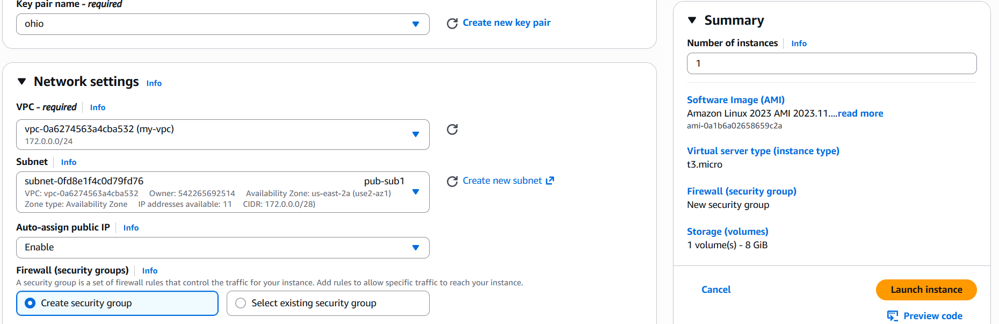 Key pair name - required
ohio
Create new key pair
Network settings Info
VPC - required Info
vpc-0a6274563a4cba532 (my-vpc)
172.0.0.0/24
Subnet Info
subnet-0fd8e1f4c0d79fd76 pub-sub1
VPC: vpc-0a6274563a4cba532 Owner: 542265692514 Availability Zone: us-east-2a (use2-az1)
Zone type: Availability Zone IP addresses available: 11 CIDR: 172.0.0.0/28)
Create new subnet
Auto-assign public IP Info
Enable
Firewall (security groups) Info
A security group is a set of firewall rules that control the traffic for your instance. Add rules to allow specific traffic to reach your instance.
Create security group
Select existing security group
Summary
Number of instances Info
1
Software Image (AMI)
Amazon Linux 2023 AMI 2023.11....read more
ami-0a1b6a02658659c2a
Virtual server type (instance type)
t3.micro
Firewall (security group)
New security group
Storage (volumes)
1 volume(s) - 8 GiB
Cancel
Launch instance
Preview code